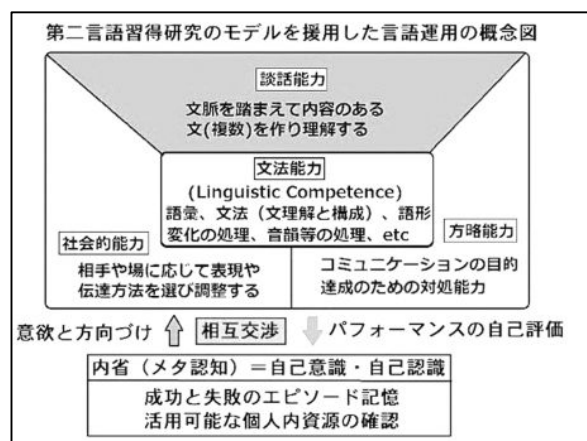 第二言語習得研究のモデルを援用した言語運用の概念図
談話能力
文脈を踏まえて内容のある
文(複数)を作り理解する
文法能力
(Linguistic Competence)
語彙、文法（文理解と構成）、語形
変化の処理、音韻等の処理、etc
社会的能力
相手や場に応じて表現や
伝達方法を選び調整する
方略能力
コミュニケーションの目的
達成のための対処能力
意欲と方向づけ
相互交渉
パフォーマンスの自己評価
内省（メタ認知）＝自己意識・自己認識
成功と失敗のエピソード記憶
活用可能な個人内資源の確認